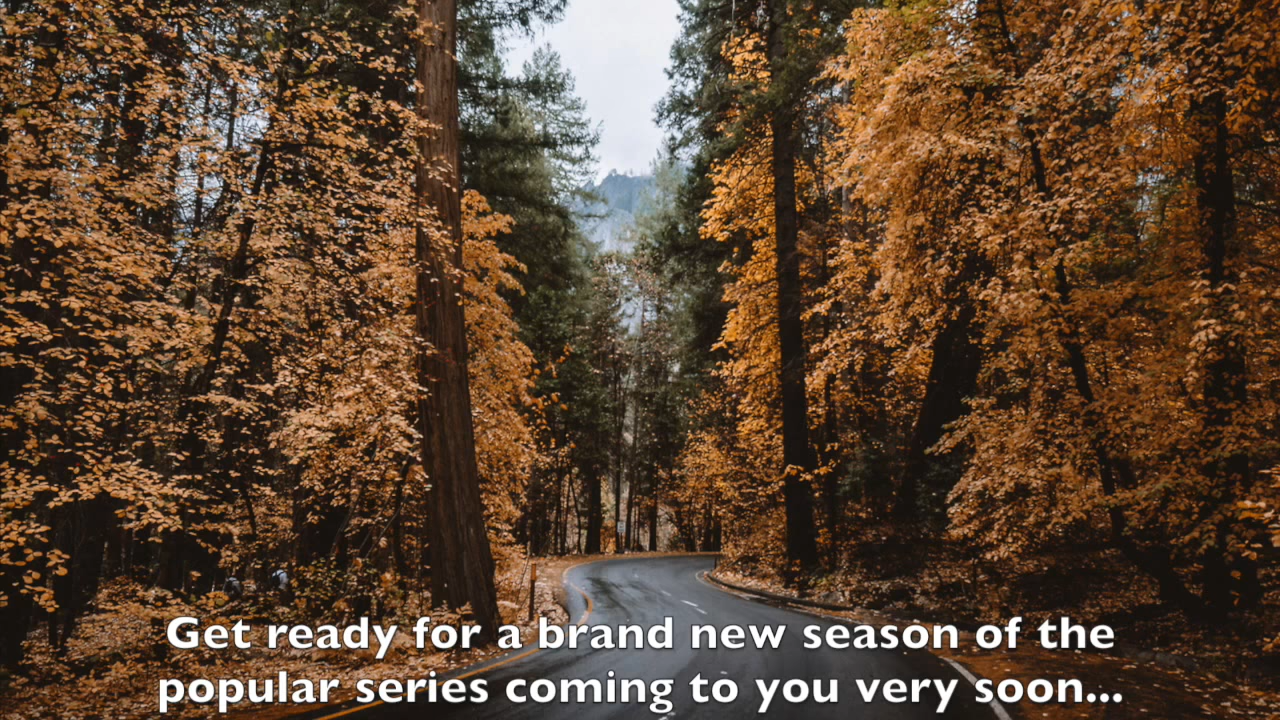 Get ready for a brand new season of the
popular series coming to you very soon...